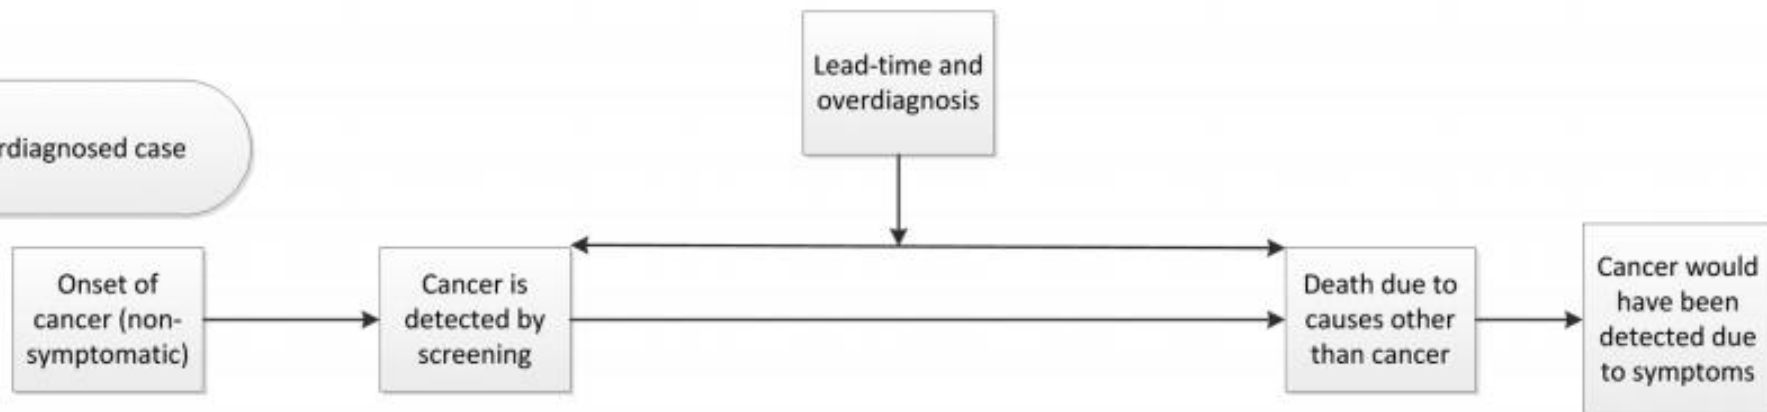 Lead-time and
overdiagnosis
rdiagnosed case
Onset of
cancer (non-
symptomatic)
Cancer is
detected by
screening
Death due to
causes other
than cancer
Cancer would
have been
detected due
to symptoms